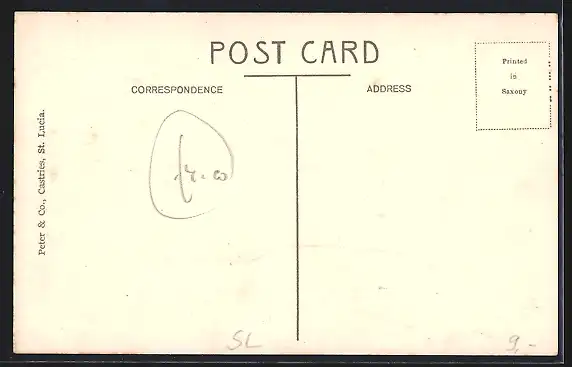 POST CARD
CORRESPONDENCE
ADDRESS
Printed
in
Saxony
Peter & Co., Castries, St. Lucia.
SL
9,-